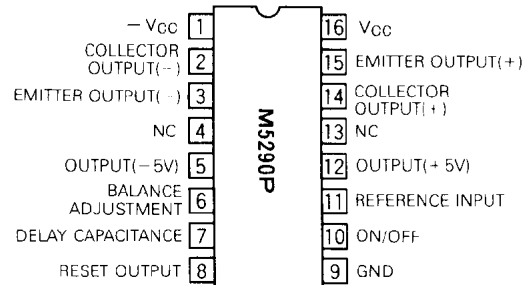 −Vcc 1
COLLECTOR
OUTPUT(−) 2
EMITTER OUTPUT(−) 3
NC 4
OUTPUT(−5V) 5
BALANCE
ADJUSTMENT 6
DELAY CAPACITANCE 7
RESET OUTPUT 8
M5290P
16 Vcc
15 EMITTER OUTPUT(+)
14 COLLECTOR
OUTPUT(+)
13 NC
12 OUTPUT(+5V)
11 REFERENCE INPUT
10 ON/OFF
9 GND